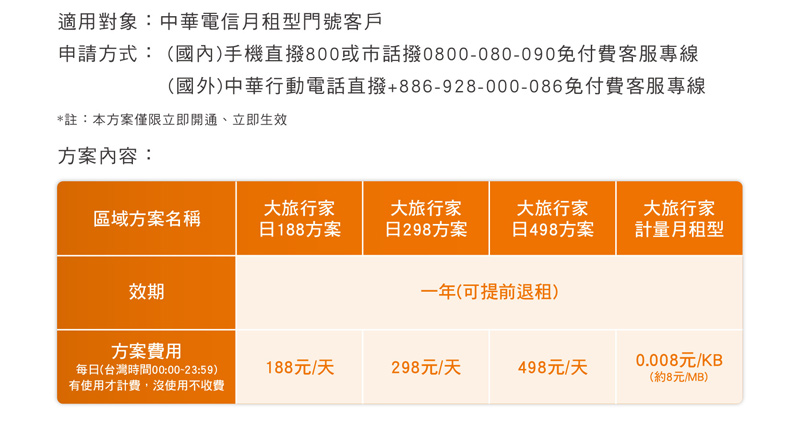 適用對象：中華電信月租型門號客戶
申請方式：(國內)手機直撥800或市話撥0800-080-090免付費客服專線
(國外)中華行動電話直撥+886-928-000-086免付費客服專線
*註：本方案僅限立即開通、立即生效
方案內容：
區域方案名稱
大旅行家
日188方案
大旅行家
日298方案
大旅行家
日498方案
大旅行家
計量月租型
效期
一年(可提前退租)
方案費用
每日(台灣時間00:00-23:59)
有使用才計費，沒使用不收費
188元/天
298元/天
498元/天
0.008元/KB
(約8元/MB)